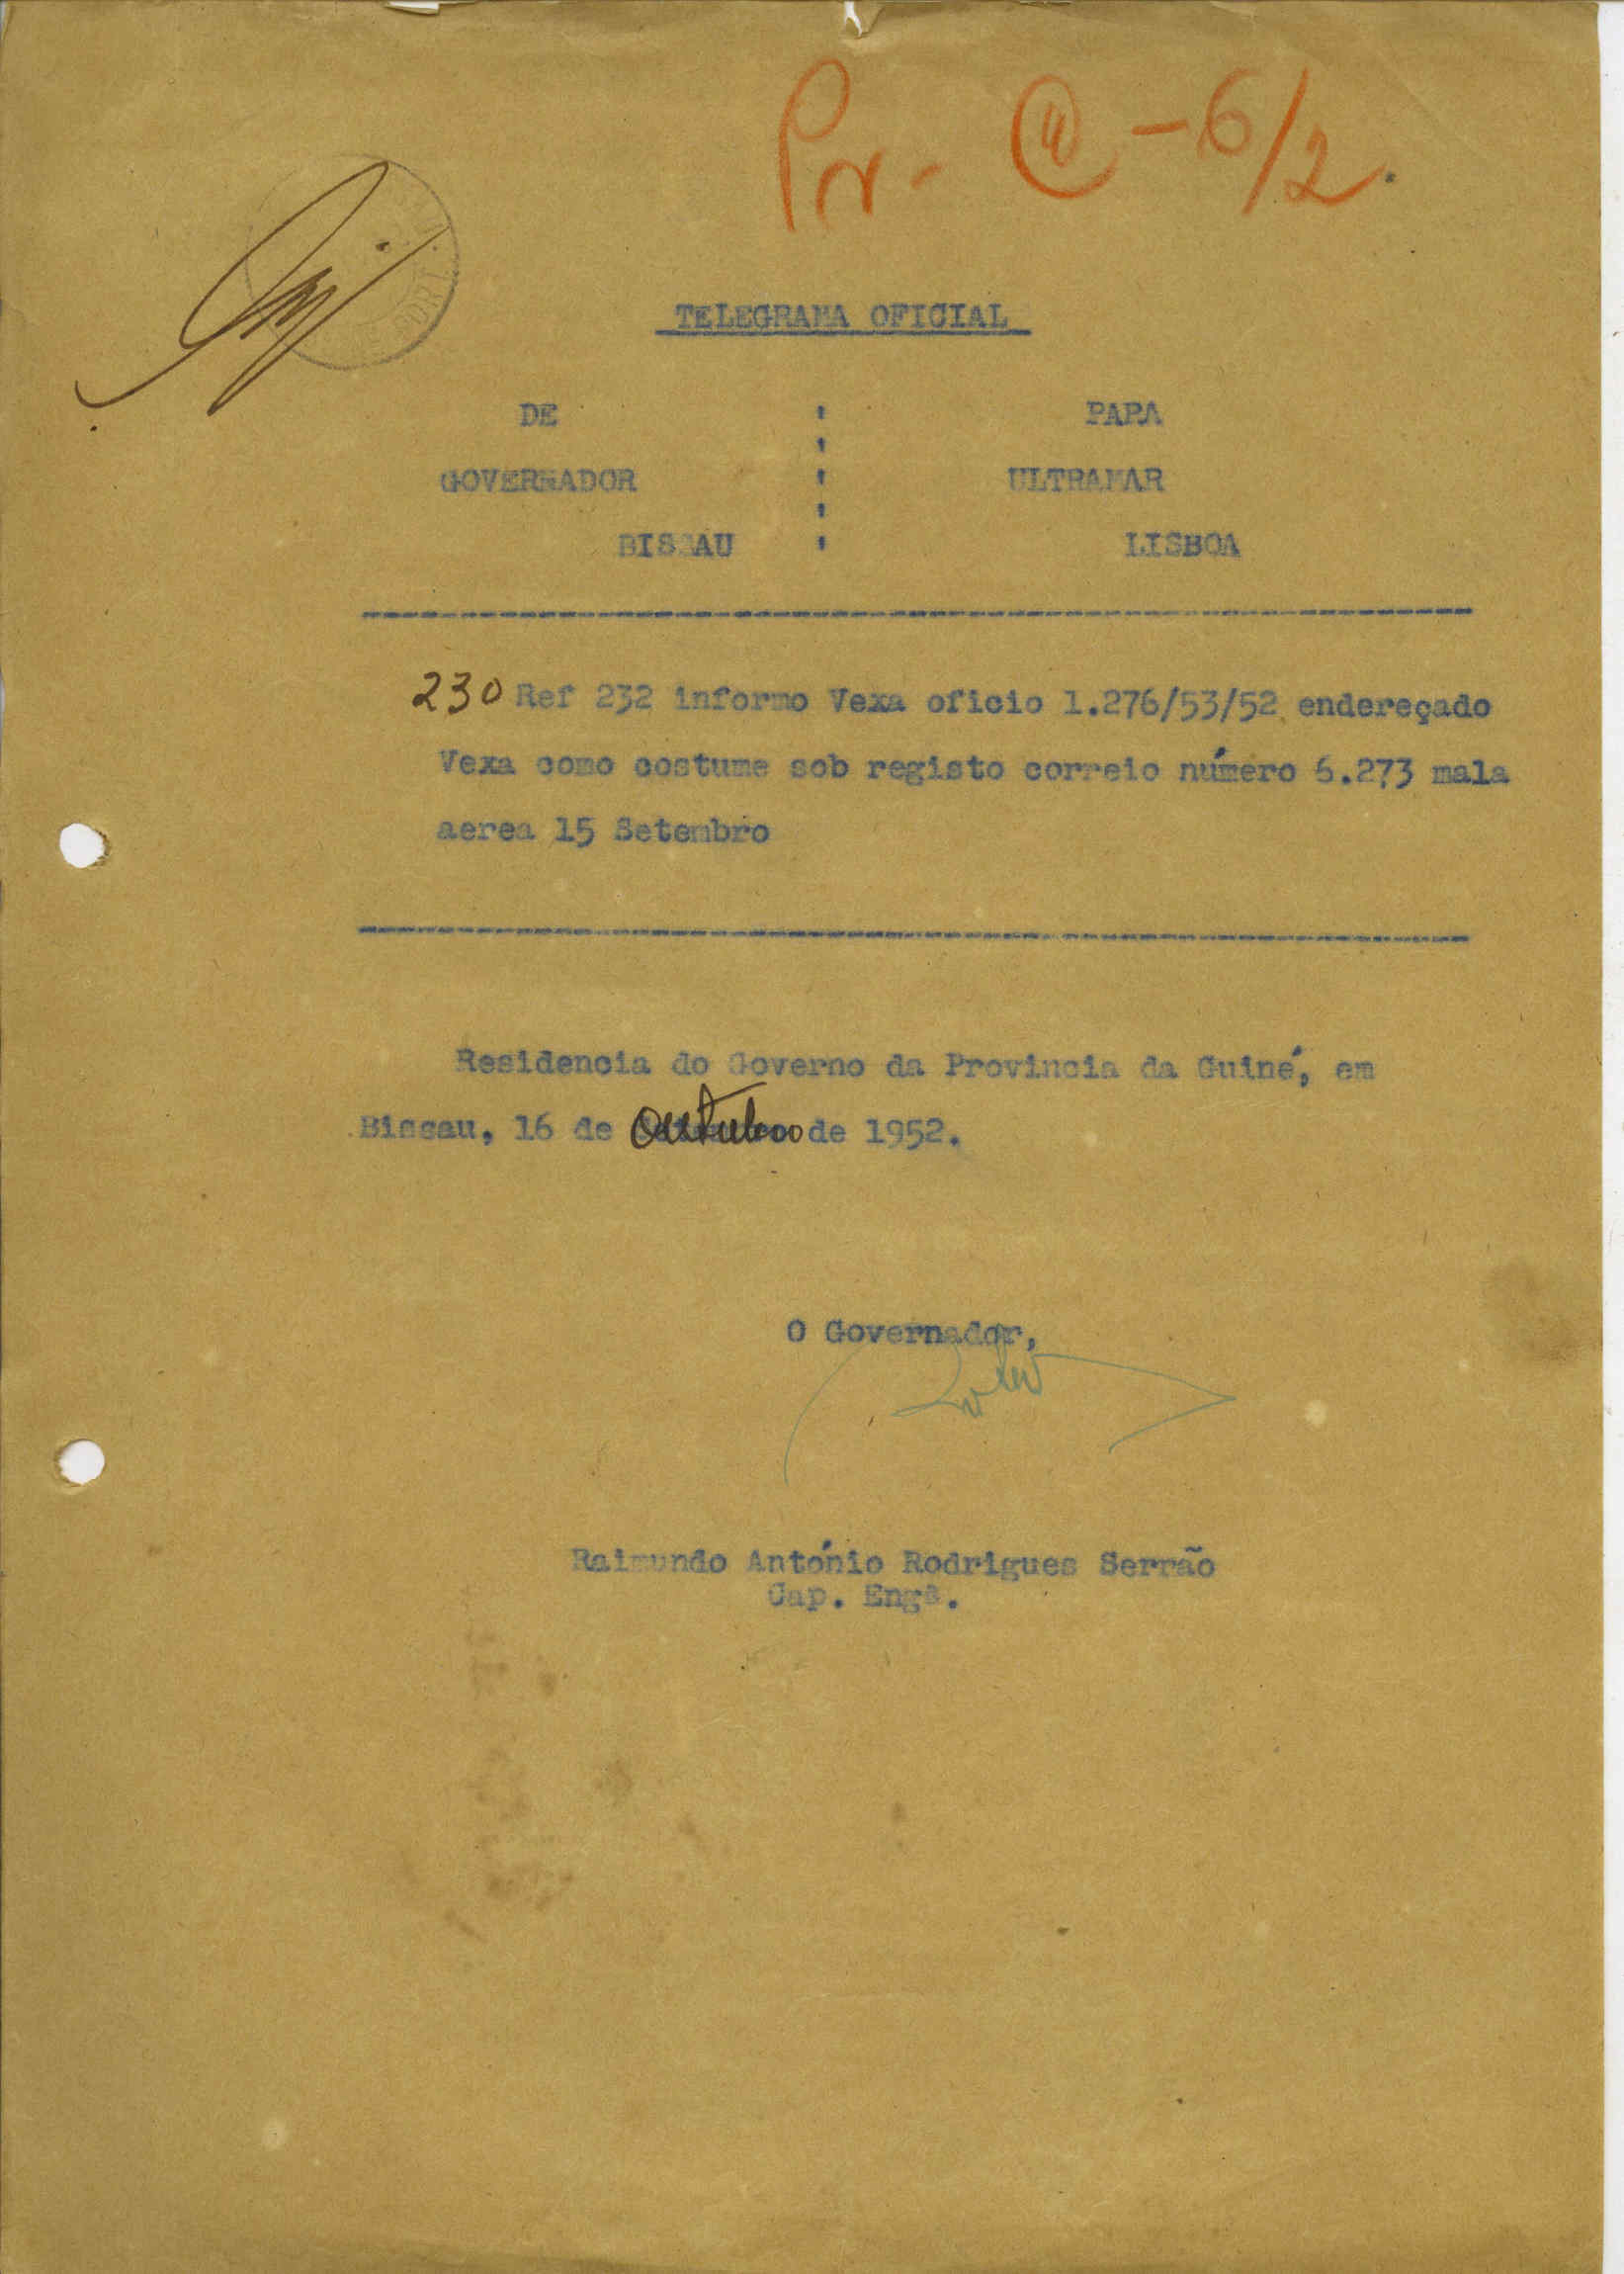 Pr- @ -6/2.
TELEGRAMA OFICIAL
DE ' PARA
GOVERNADOR ' ULTRAMAR
BISSAU ' LISBOA
230 Ref 232 informo Vexa oficio 1.276/53/52 endereçado
Vexa como costume sob registo correio número 6.273 mala
aerea 15 Setembro
Residencia do Governo da Provincia da Guiné, em
Bissau, 16 de outubro de 1952.
O Governador,
Raimundo António Rodrigues Serrão
Cap. Engº.